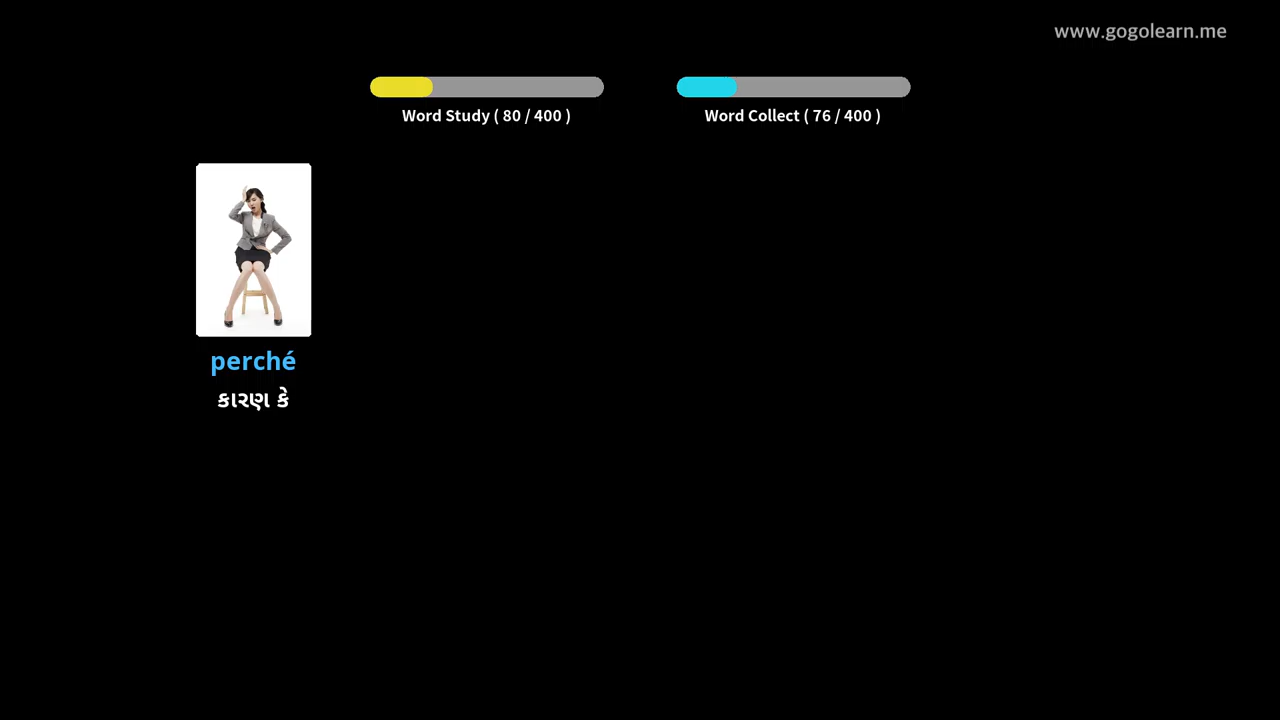 www.gogolearn.me
Word Study ( 80 / 400 )
Word Collect ( 76 / 400 )
perché
કારણ કે